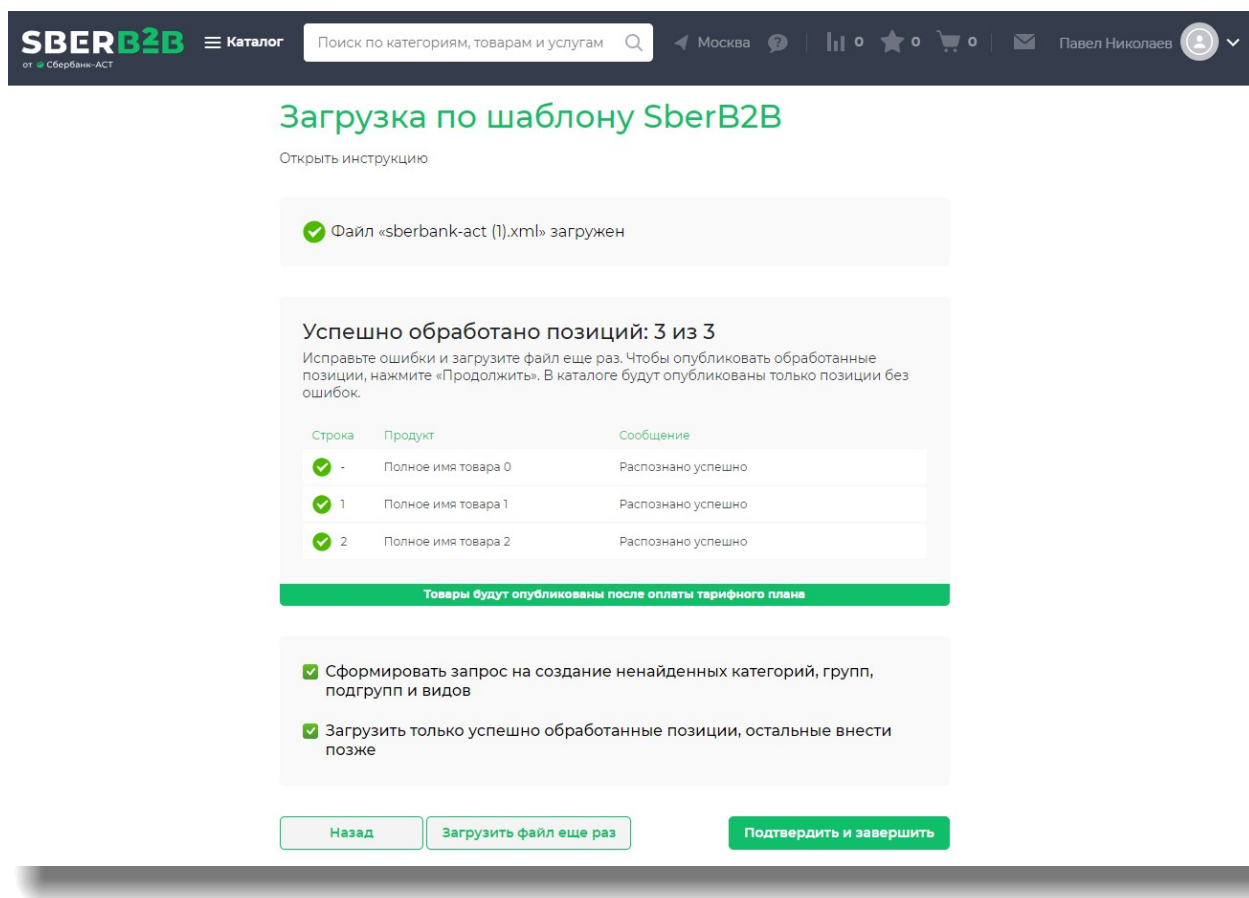 SBERB2B
от Сбербанк-АСТ
Каталог
Поиск по категориям, товарам и услугам
Москва
?
0
0
0
Павел Николаев
Загрузка по шаблону SberB2B
Открыть инструкцию
Файл «sberbank-act (1).xml» загружен
Успешно обработано позиций: 3 из 3
Исправьте ошибки и загрузите файл еще раз. Чтобы опубликовать обработанные
позиции, нажмите «Продолжить». В каталоге будут опубликованы только позиции без
ошибок.
Строка Продукт Сообщение
- Полное имя товара 0 Распознано успешно
1 Полное имя товара 1 Распознано успешно
2 Полное имя товара 2 Распознано успешно
Товары будут опубликованы после оплаты тарифного плана
Сформировать запрос на создание ненайденных категорий, групп,
подгрупп и видов
Загрузить только успешно обработанные позиции, остальные внести
позже
Назад
Загрузить файл еще раз
Подтвердить и завершить